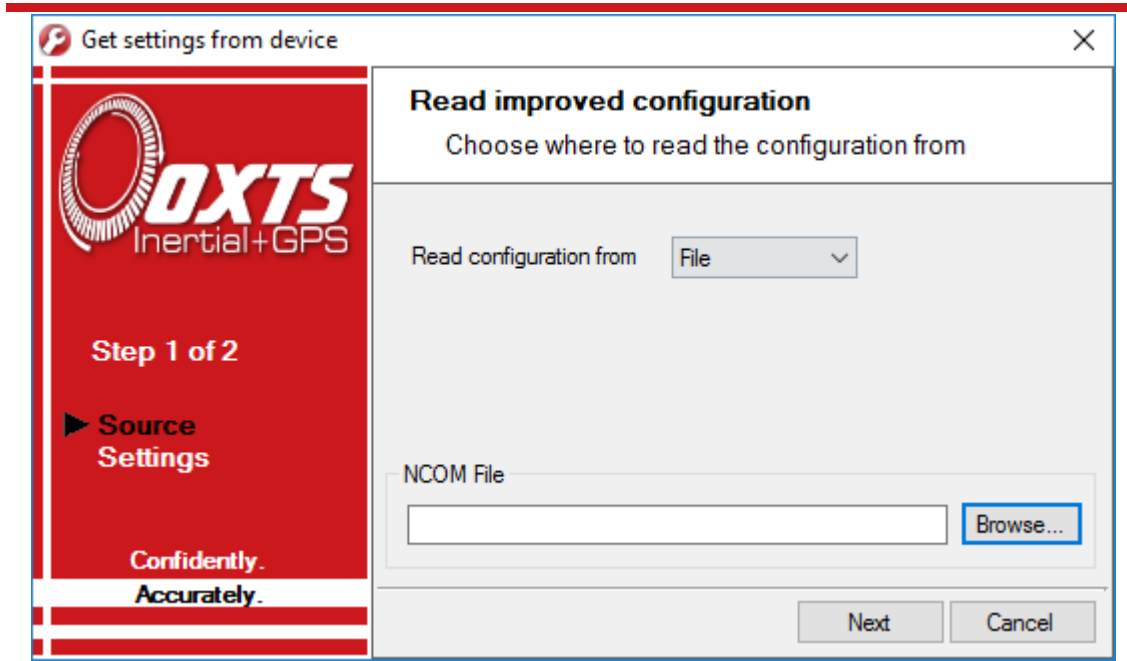 Get settings from device
OXTS
Inertial+GPS
Step 1 of 2
Source
Settings
Confidently.
Accurately.
Read improved configuration
Choose where to read the configuration from
Read configuration from File
NCOM File
Browse...
Next Cancel